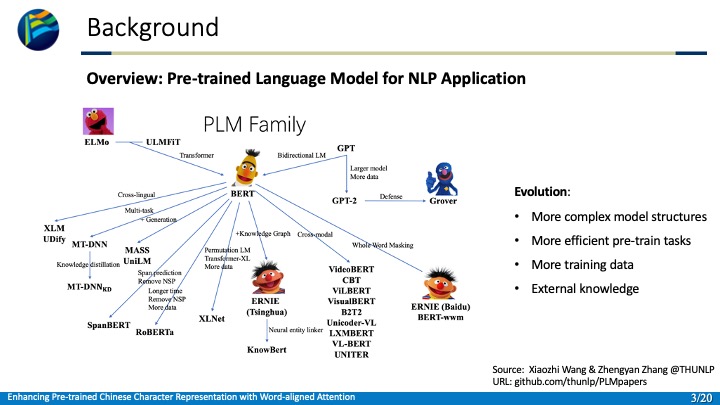 Background
Overview: Pre-trained Language Model for NLP Application
PLM Family
ELMo
ULMFiT
GPT
Transformer
Bidirectional LM
Larger model
More data
BERT
GPT-2
Defense
Grover
Cross-lingual
Multi-task
+ Generation
+Knowledge Graph
Cross-modal
Whole Word Masking
XLM
UDify
MT-DNN
MASS
UniLM
Knowledge distillation
MT-DNNKD
Span prediction
Remove NSP
Longer time
Remove NSP
More data
Permutation LM
Transformer-XL
More data
SpanBERT
RoBERTa
XLNet
ERNIE
(Tsinghua)
Neural entity linker
KnowBert
VideoBERT
CBT
ViLBERT
VisualBERT
B2T2
Unicoder-VL
LXMBERT
VL-BERT
UNITER
ERNIE (Baidu)
BERT-wwm
Evolution:
• More complex model structures
• More efficient pre-train tasks
• More training data
• External knowledge
Source: Xiaozhi Wang & Zhengyan Zhang @THUNLP
URL: github.com/thunlp/PLMpapers
Enhancing Pre-trained Chinese Character Representation with Word-aligned Attention
3/20